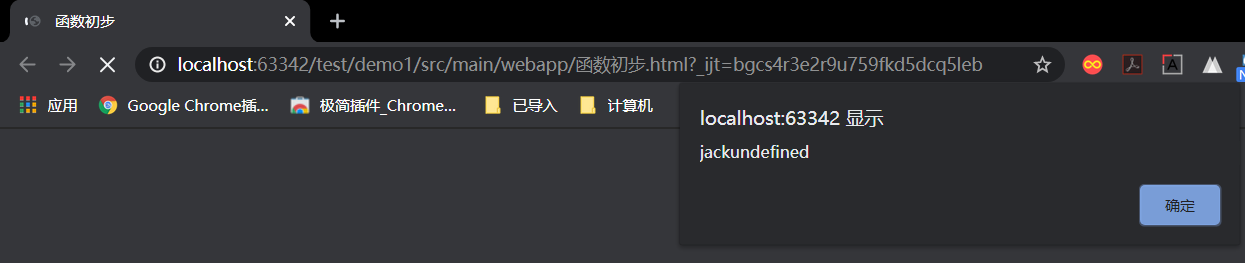 函数初步
localhost:63342/test/demo1/src/main/webapp/函数初步.html?_ijt=bgcs4r3e2r9u759fkd5dcq5leb
应用 Google Chrome插... 极简插件_Chrome... 已导入 计算机
localhost:63342 显示
jackundefined
确定